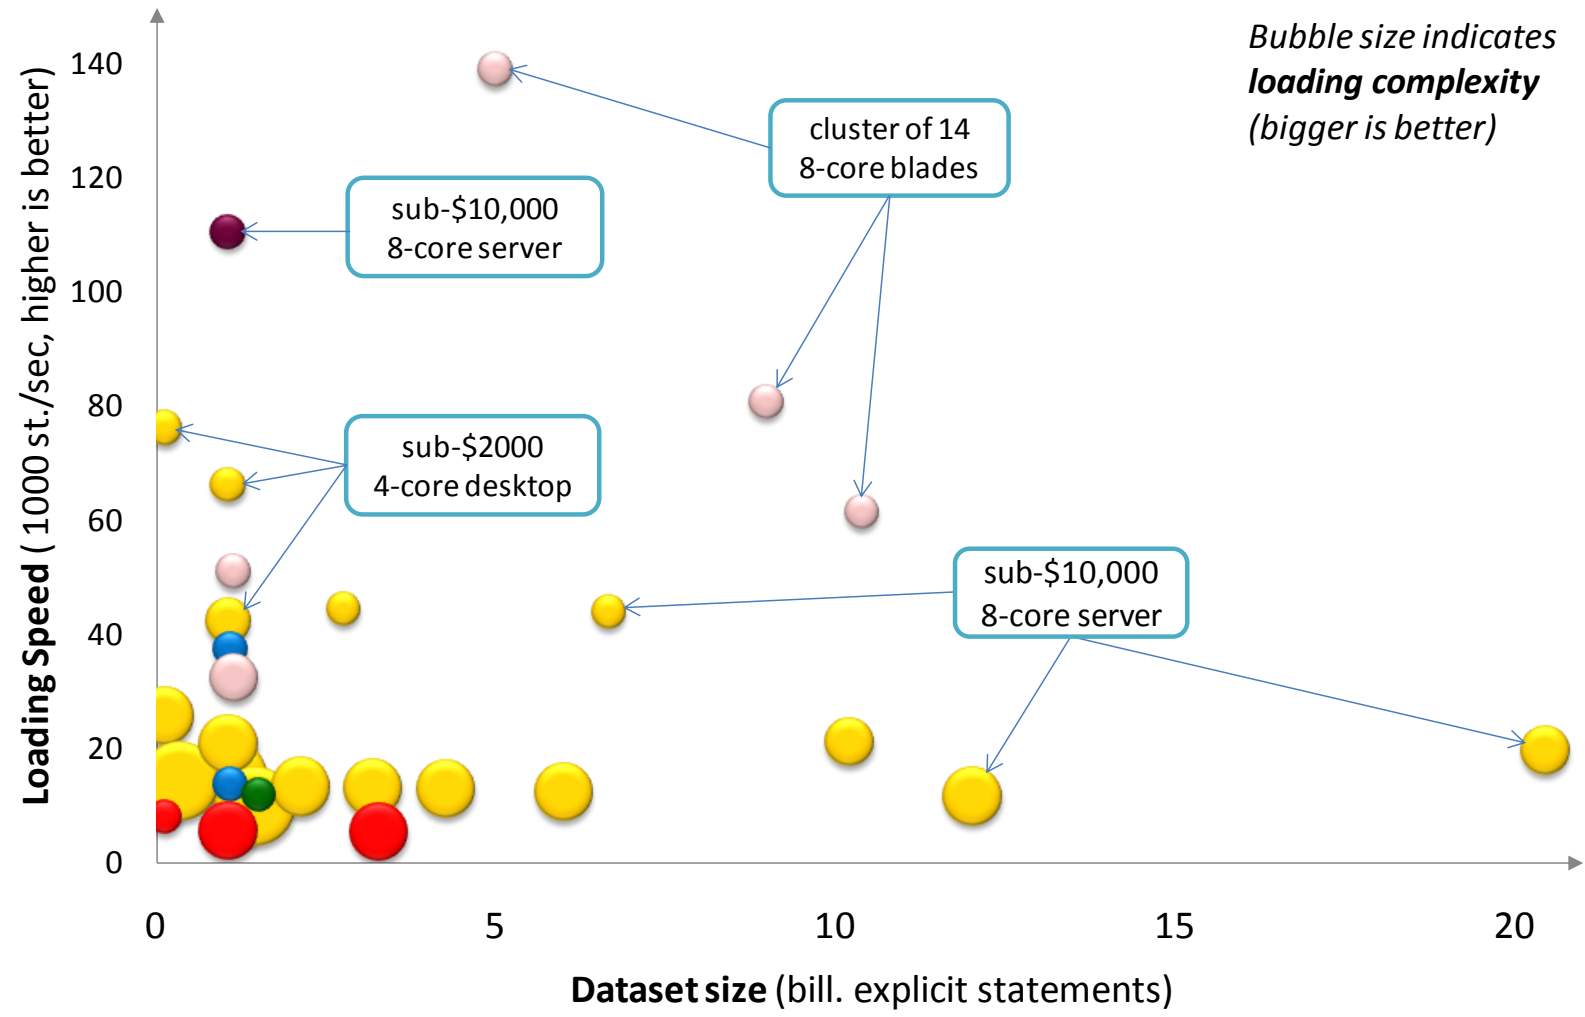 Bubble size indicates
loading complexity
(bigger is better)
cluster of 14
8-core blades
sub-$10,000
8-core server
sub-$2000
4-core desktop
sub-$10,000
8-core server
Loading Speed ( 1000 st./sec, higher is better)
140
120
100
80
60
40
20
0
0 5 10 15 20
Dataset size (bill. explicit statements)